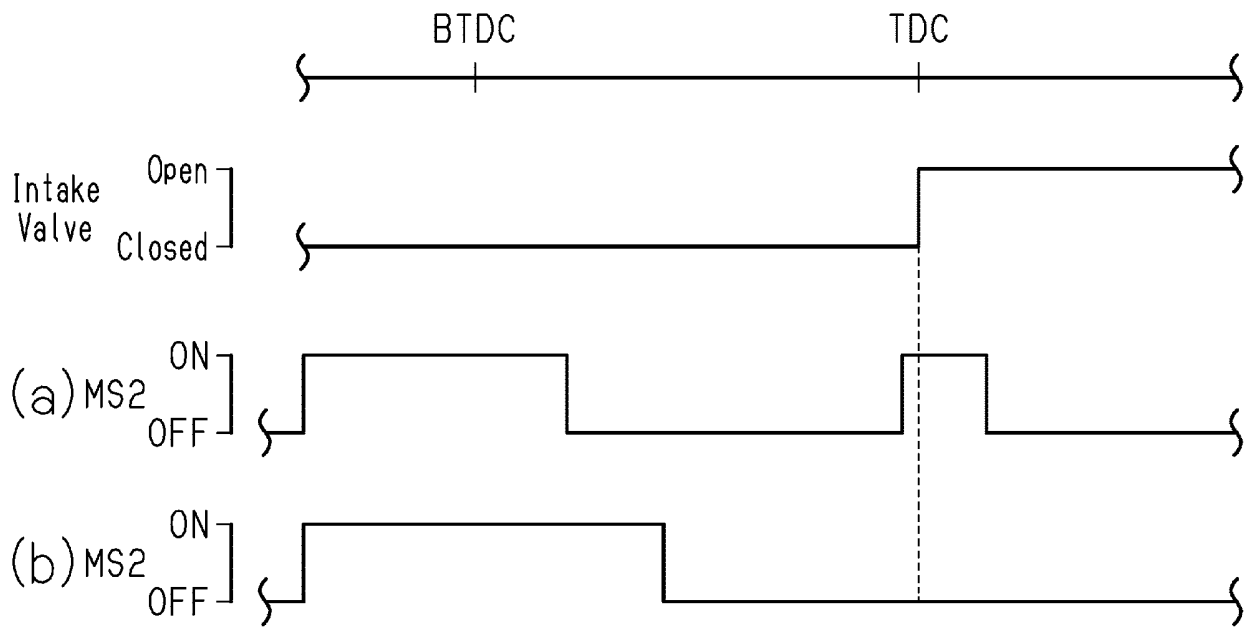 BTDC TDC
Intake
Valve
Open
Closed
(a) MS2
ON
OFF
(b) MS2
ON
OFF